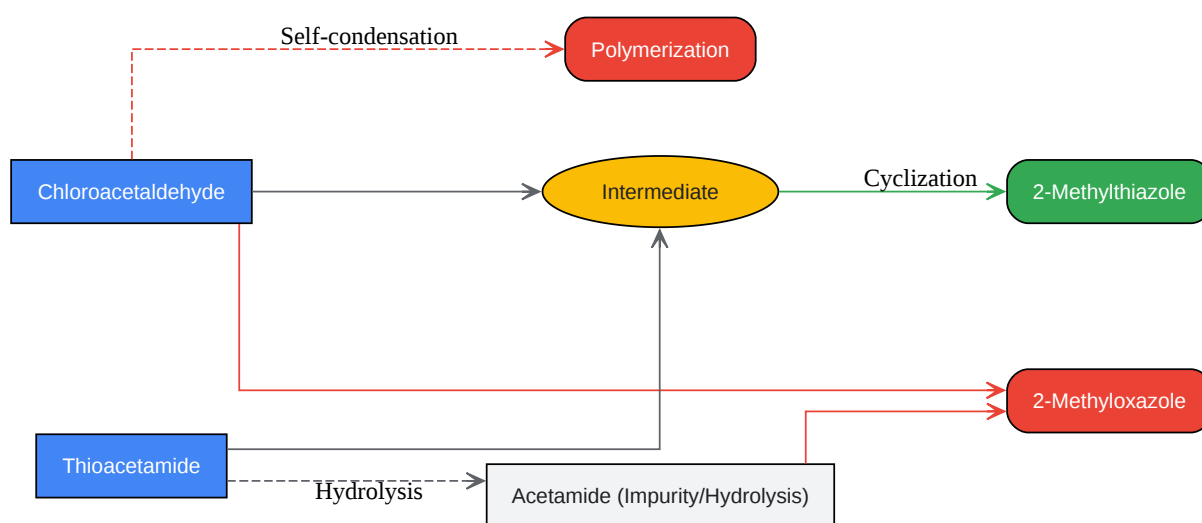 Self-condensation
Polymerization
Chloroacetaldehyde
Intermediate
Cyclization
2-Methylthiazole
2-Methyloxazole
Thioacetamide
Hydrolysis
Acetamide (Impurity/Hydrolysis)